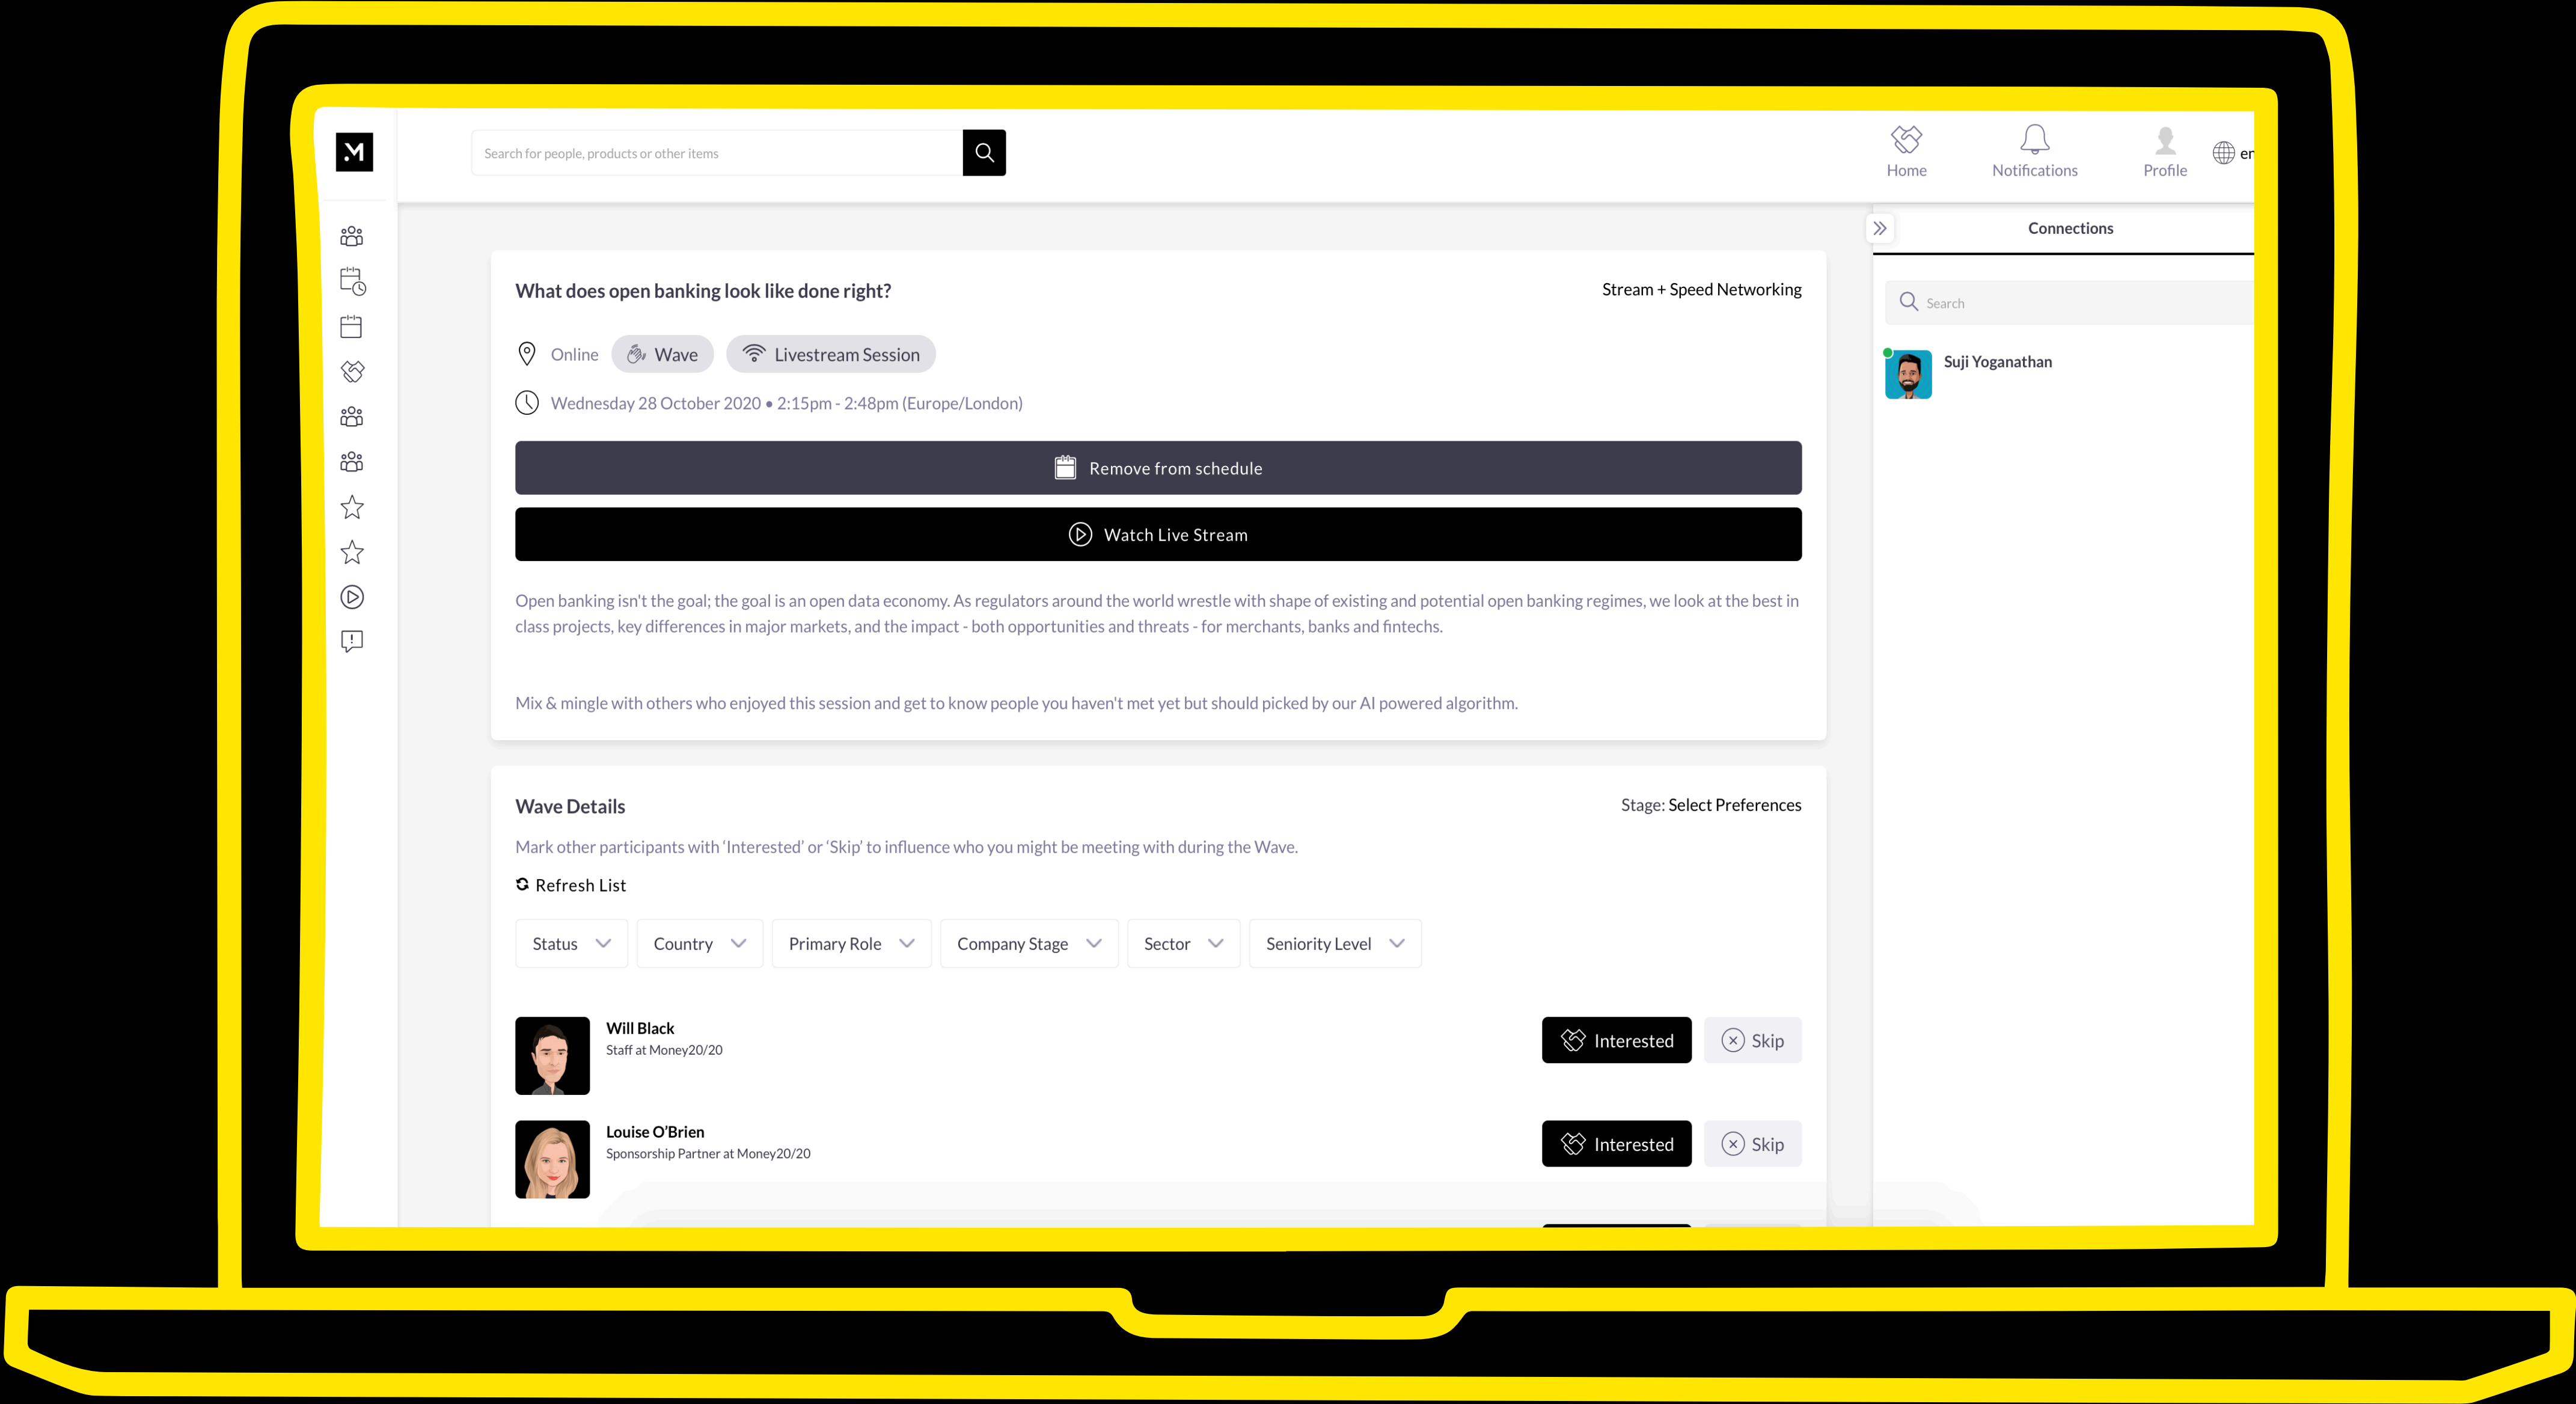 M
Search for people, products or other items
Home
Notifications
Profile
en
Connections
Search
Suji Yoganathan
What does open banking look like done right?
Stream + Speed Networking
Online
Wave
Livestream Session
Wednesday 28 October 2020 • 2:15pm - 2:48pm (Europe/London)
Remove from schedule
Watch Live Stream
Open banking isn't the goal; the goal is an open data economy. As regulators around the world wrestle with shape of existing and potential open banking regimes, we look at the best in
class projects, key differences in major markets, and the impact - both opportunities and threats - for merchants, banks and fintechs.
Mix & mingle with others who enjoyed this session and get to know people you haven't met yet but should picked by our AI powered algorithm.
Wave Details
Stage: Select Preferences
Mark other participants with ‘Interested’ or ‘Skip’ to influence who you might be meeting with during the Wave.
Refresh List
Status
Country
Primary Role
Company Stage
Sector
Seniority Level
Will Black
Staff at Money20/20
Interested
Skip
Louise O’Brien
Sponsorship Partner at Money20/20
Interested
Skip